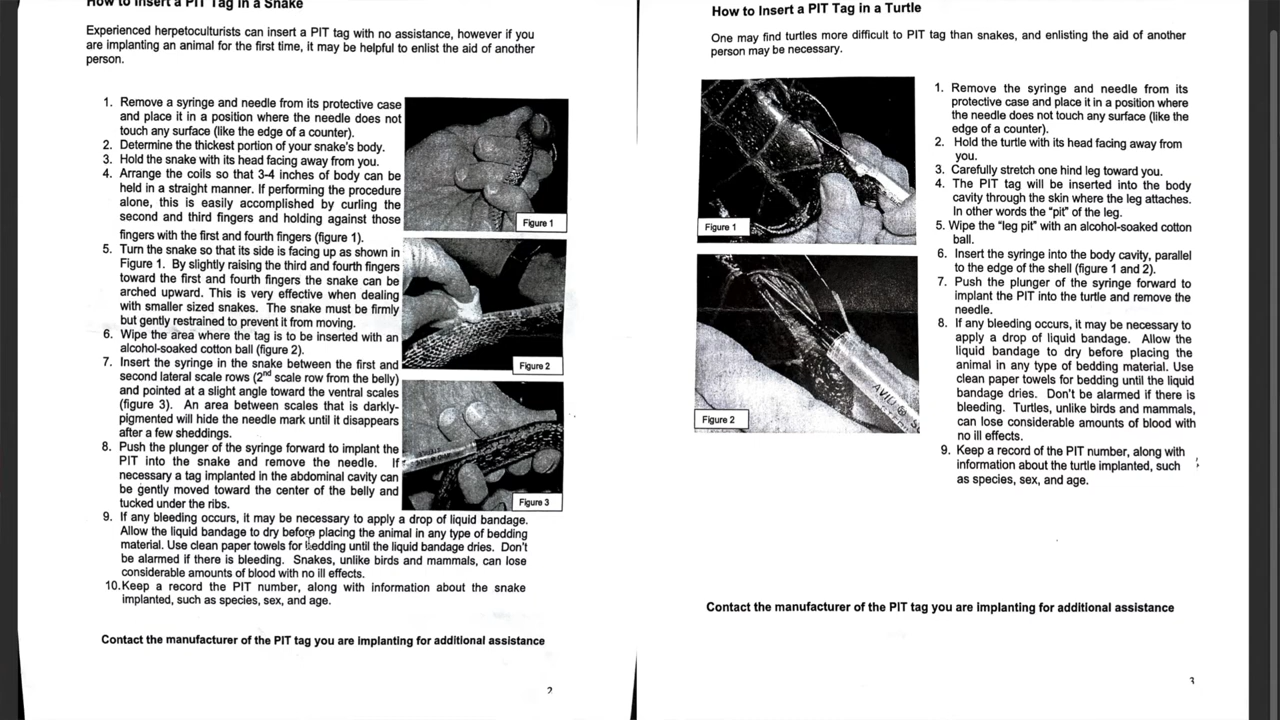 How to Insert a PIT Tag in a Snake
Experienced herpetoculturists can insert a PIT tag with no assistance, however if you
are implanting an animal for the first time, it may be helpful to enlist the aid of another
person.
1. Remove a syringe and needle from its protective case
and place it in a position where the needle does not
touch any surface (like the edge of a counter).
2. Determine the thickest portion of your snake's body.
3. Hold the snake with its head facing away from you.
4. Arrange the coils so that 3-4 inches of body can be
held in a straight manner. If performing the procedure
alone, this is easily accomplished by curling the
second and third fingers and holding against those
fingers with the first and fourth fingers (figure 1).
5. Turn the snake so that its side is facing up as shown in
Figure 1. By slightly raising the third and fourth fingers
toward the first and fourth fingers the snake can be
arched upward. This is very effective when dealing
with smaller sized snakes. The snake must be firmly
but gently restrained to prevent it from moving.
6. Wipe the area where the tag is to be inserted with an
alcohol-soaked cotton ball (figure 2).
7. Insert the syringe in the snake between the first and
second lateral scale rows (2nd scale row from the belly)
and pointed at a slight angle toward the ventral scales
(figure 3). An area between scales that is darkly-
pigmented will hide the needle mark until it disappears
after a few sheddings.
8. Push the plunger of the syringe forward to implant the
PIT into the snake and remove the needle. If
necessary a tag implanted in the abdominal cavity can
be gently moved toward the center of the belly and
tucked under the ribs.
9. If any bleeding occurs, it may be necessary to apply a drop of liquid bandage.
Allow the liquid bandage to dry before placing the animal in any type of bedding
material. Use clean paper towels for bedding until the liquid bandage dries. Don't
be alarmed if there is bleeding. Snakes, unlike birds and mammals, can lose
considerable amounts of blood with no ill effects.
10. Keep a record the PIT number, along with information about the snake
implanted, such as species, sex, and age.
Figure 1
Figure 2
Figure 3
Contact the manufacturer of the PIT tag you are implanting for additional assistance
2
How to Insert a PIT Tag in a Turtle
One may find turtles more difficult to PIT tag than snakes, and enlisting the aid of another
person may be necessary.
Figure 1
Figure 2
AVID
1. Remove the syringe and needle from its
protective case and place it in a position where
the needle does not touch any surface (like the
edge of a counter).
2. Hold the turtle with its head facing away from
you.
3. Carefully stretch one hind leg toward you.
4. The PIT tag will be inserted into the body
cavity through the skin where the leg attaches.
In other words the "pit" of the leg.
5. Wipe the "leg pit" with an alcohol-soaked cotton
ball.
6. Insert the syringe into the body cavity, parallel
to the edge of the shell (figure 1 and 2).
7. Push the plunger of the syringe forward to
implant the PIT into the turtle and remove the
needle.
8. If any bleeding occurs, it may be necessary to
apply a drop of liquid bandage. Allow the
liquid bandage to dry before placing the
animal in any type of bedding material. Use
clean paper towels for bedding until the liquid
bandage dries. Don't be alarmed if there is
bleeding. Turtles, unlike birds and mammals,
can lose considerable amounts of blood with
no ill effects.
9. Keep a record of the PIT number, along with
information about the turtle implanted, such
as species, sex, and age.
Contact the manufacturer of the PIT tag you are implanting for additional assistance
3